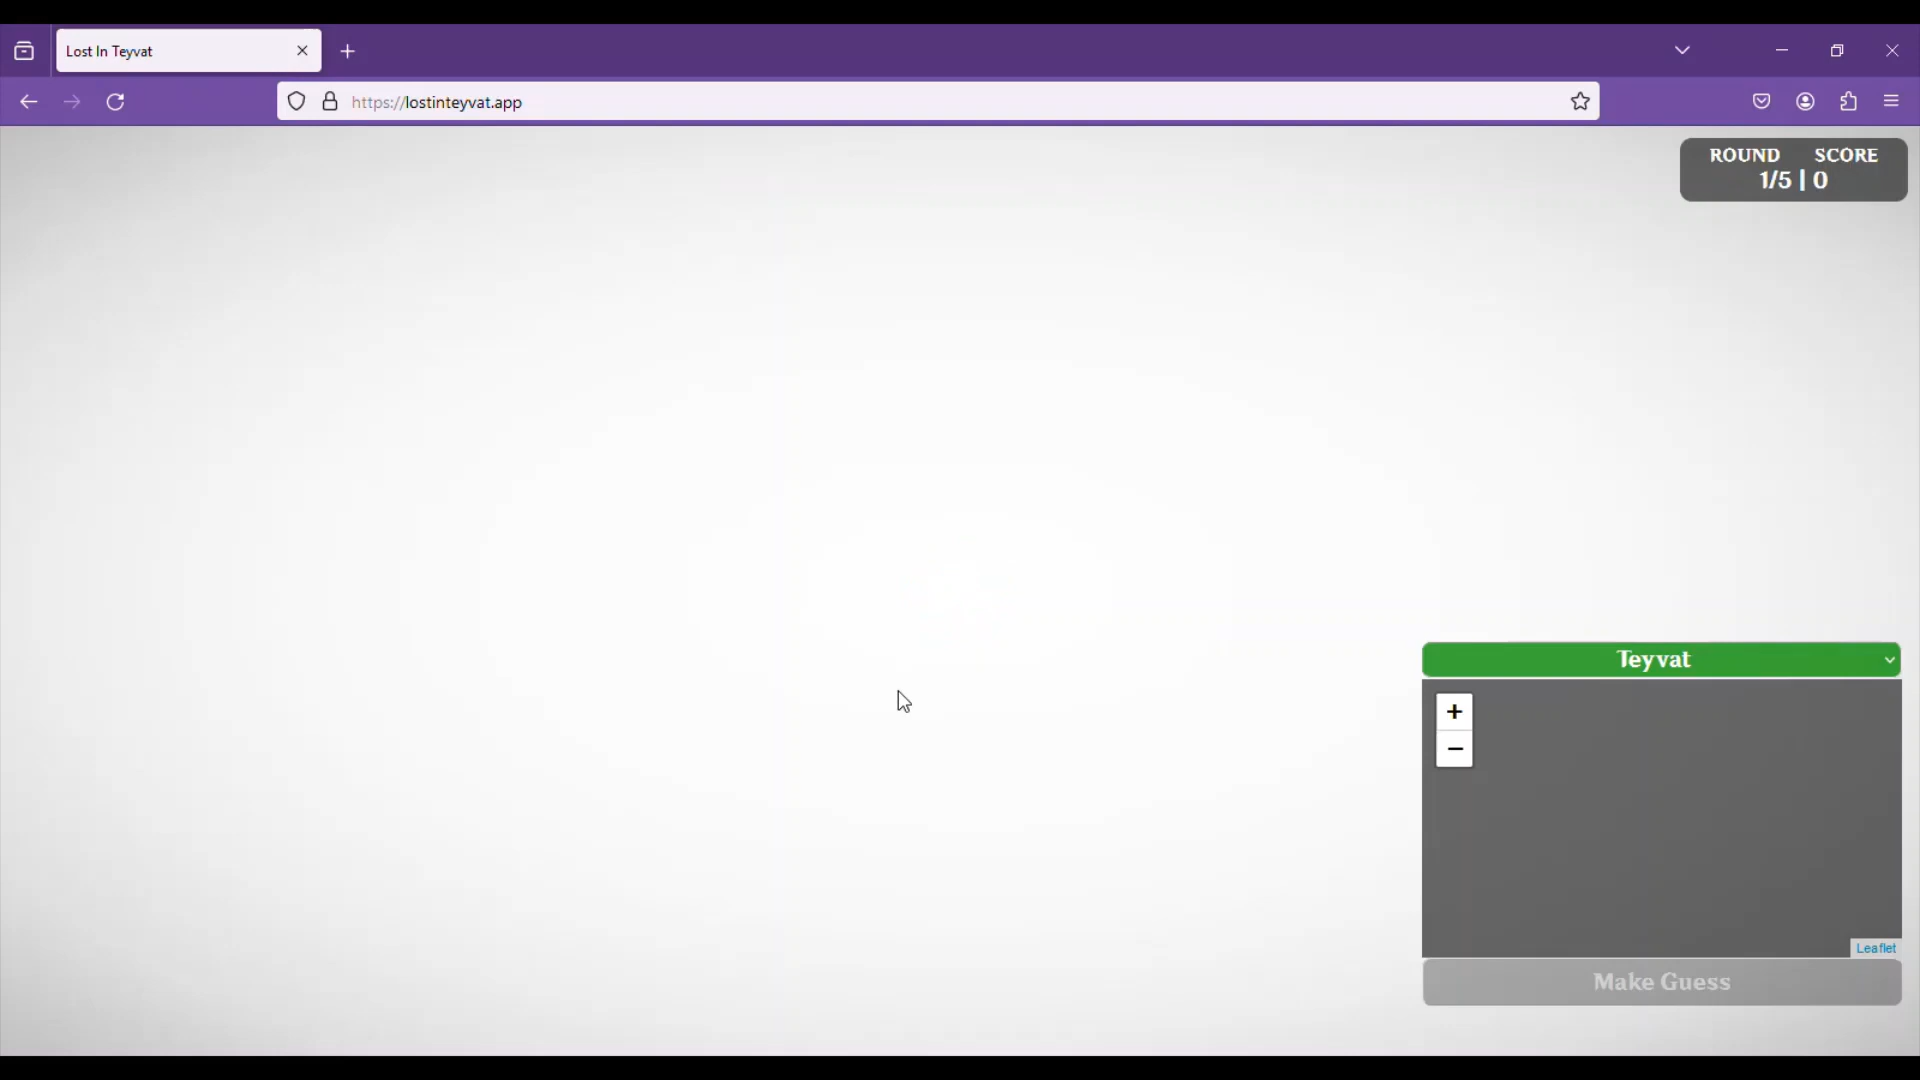 Lost In Teyvat
https://lostinteyvat.app
ROUND SCORE
1/5 | 0
Teyvat
+
−
Leaflet
Make Guess